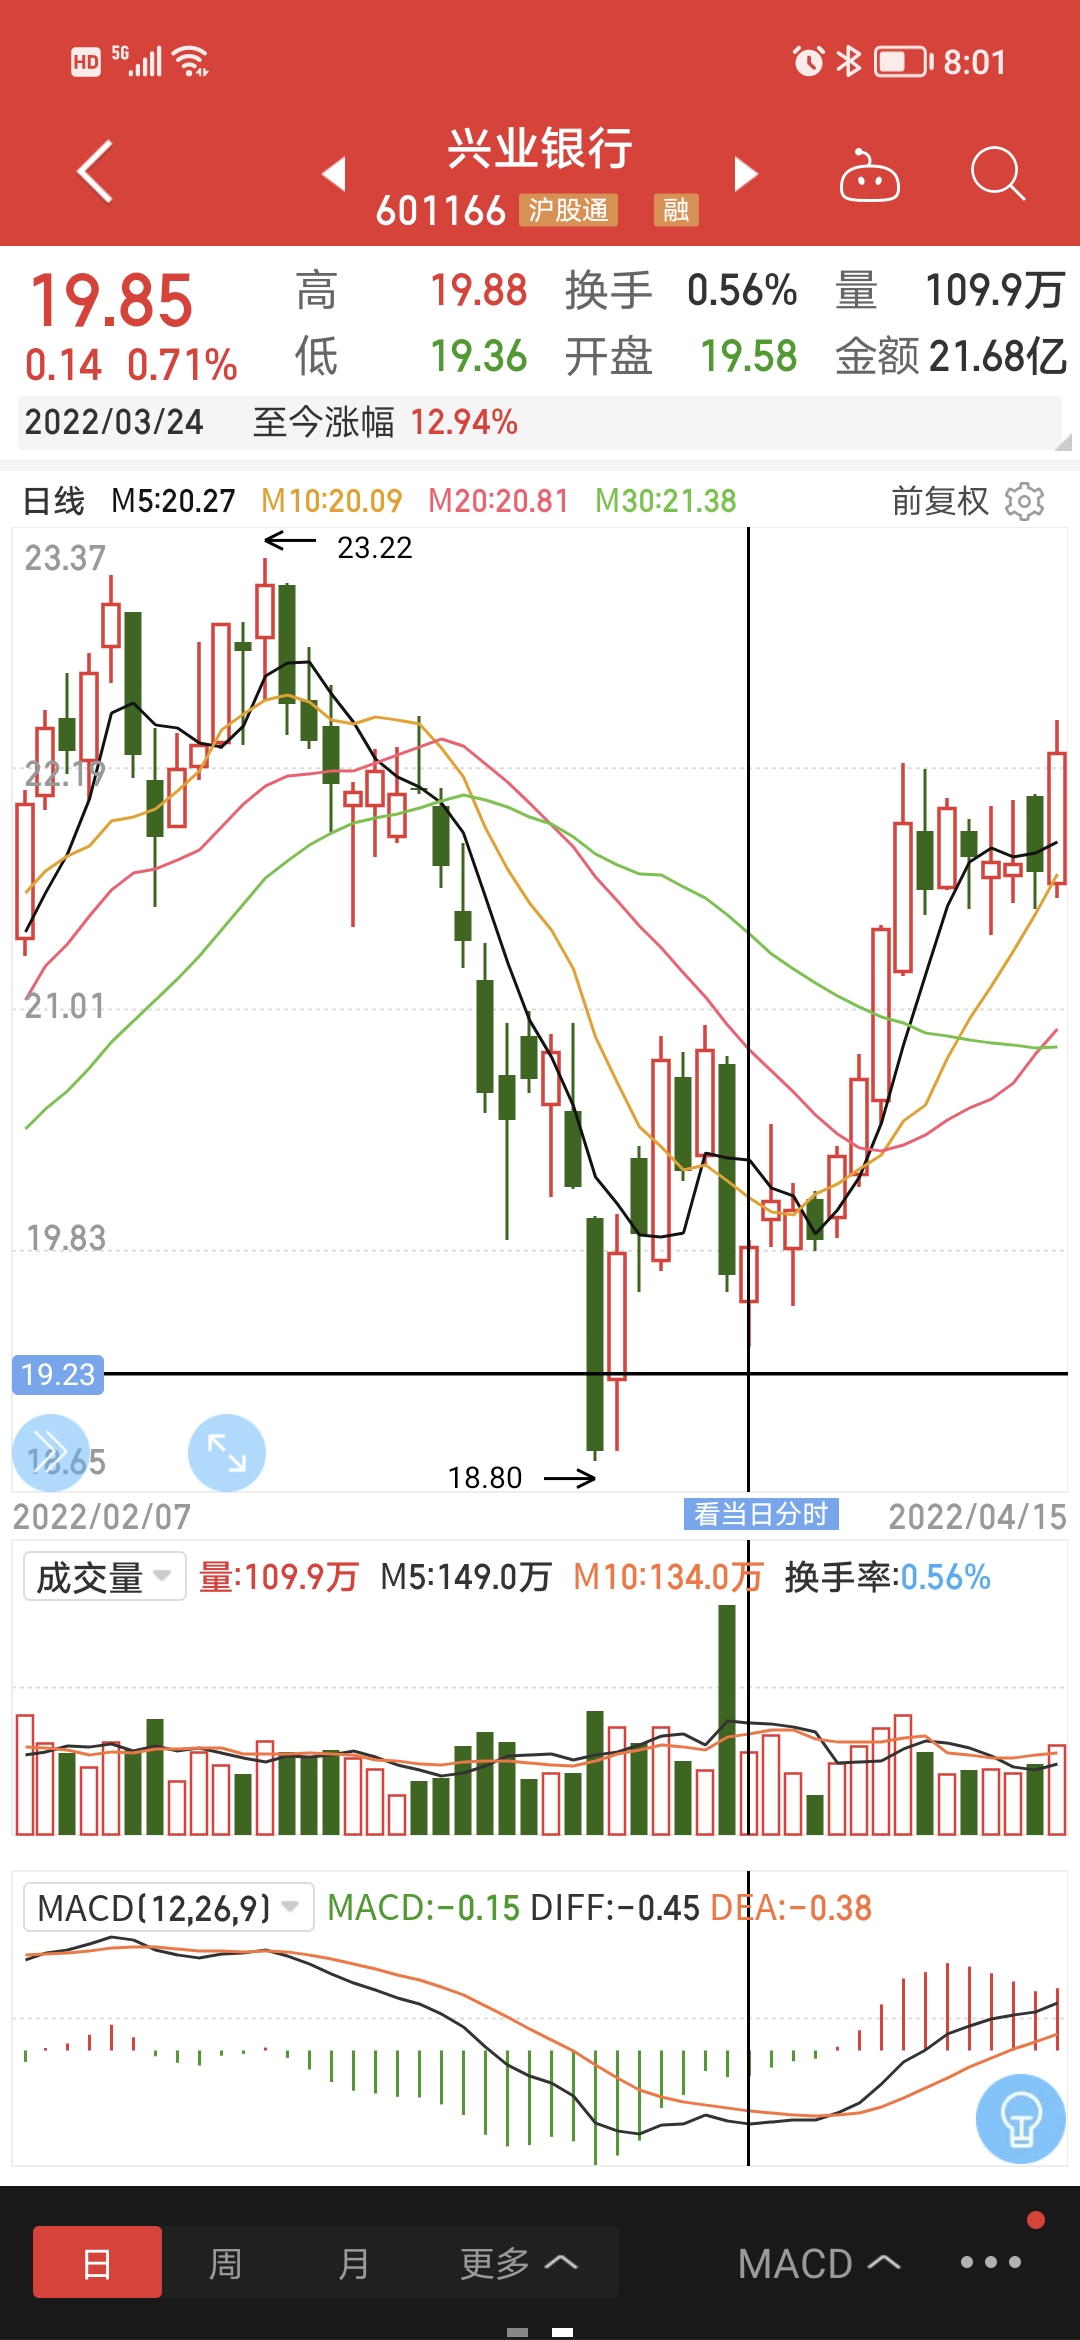 HD 5G 8:01
兴业银行
601166 沪股通 融
19.85 高 19.88 换手 0.56% 量 109.9万
0.14 0.71% 低 19.36 开盘 19.58 金额 21.68亿
2022/03/24 至今涨幅 12.94%
日线 M5:20.27 M10:20.09 M20:20.81 M30:21.38 前复权
23.37
23.22
22.19
21.01
19.83
19.23
18.65
18.80
2022/02/07 看当日分时 2022/04/15
成交量 量:109.9万 M5:149.0万 M10:134.0万 换手率:0.56%
MACD(12,26,9) MACD:-0.15 DIFF:-0.45 DEA:-0.38
日 周 月 更多 MACD